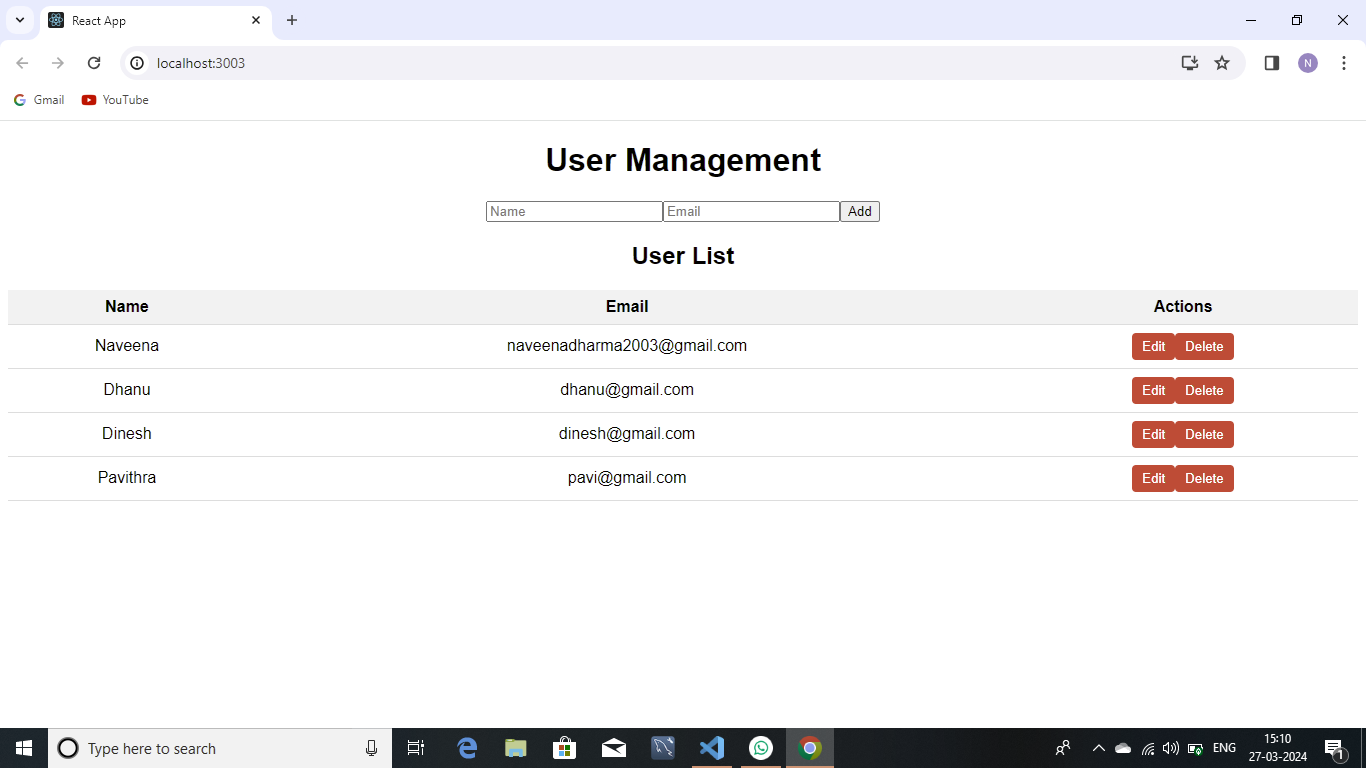 React App
localhost:3003
N
Gmail YouTube
User Management
Name Email Add
User List
Name Email Actions
Naveena naveenadharma2003@gmail.com Edit Delete
Dhanu dhanu@gmail.com Edit Delete
Dinesh dinesh@gmail.com Edit Delete
Pavithra pavi@gmail.com Edit Delete
Type here to search
ENG
15:10
27-03-2024
1